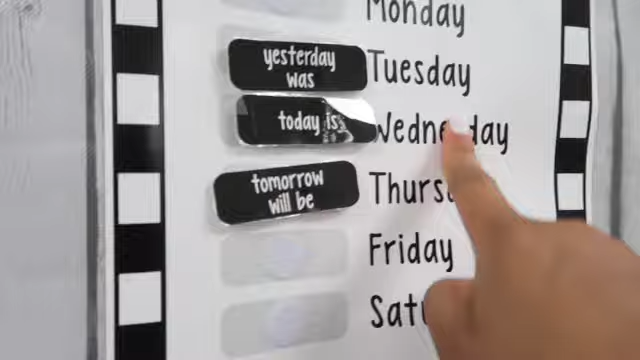 Monday
yesterday
was
Tuesday
today is
tomorrow
will be
Friday